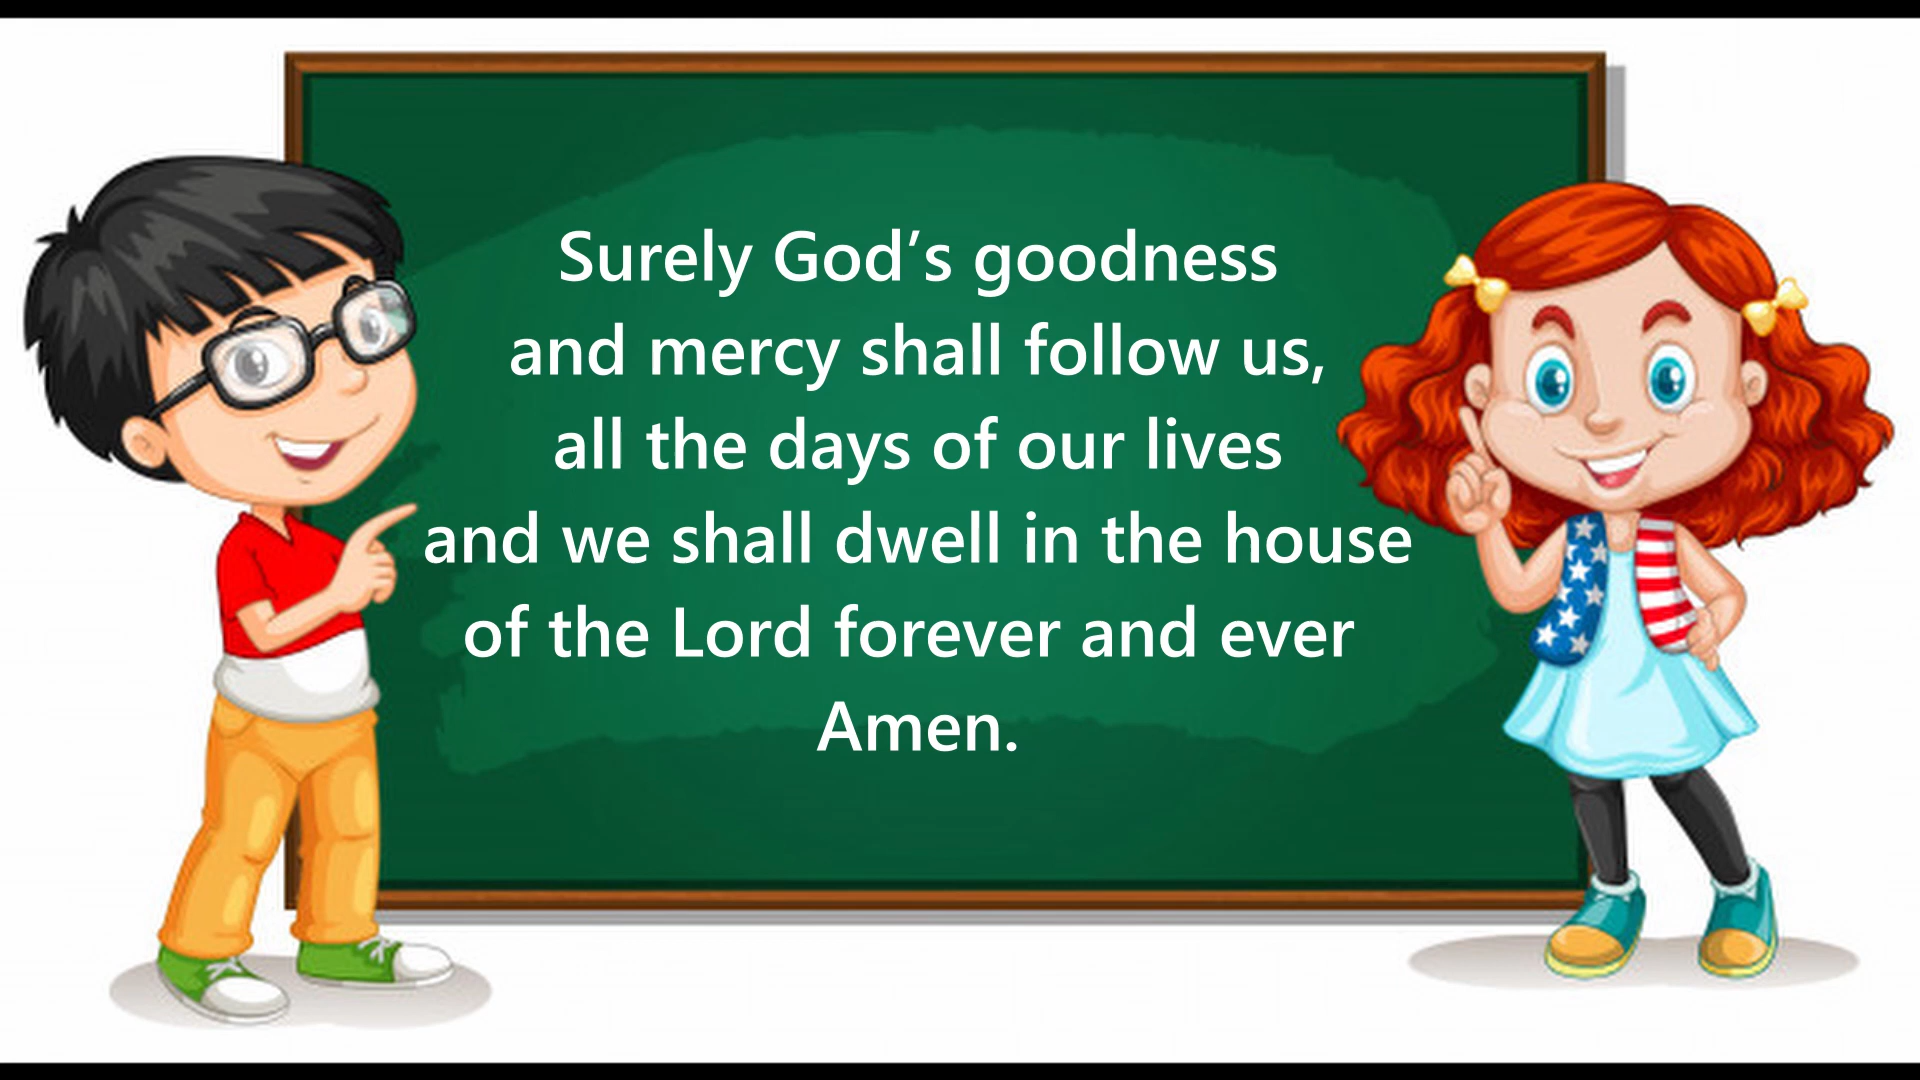 Surely God’s goodness
and mercy shall follow us,
all the days of our lives
and we shall dwell in the house
of the Lord forever and ever
Amen.